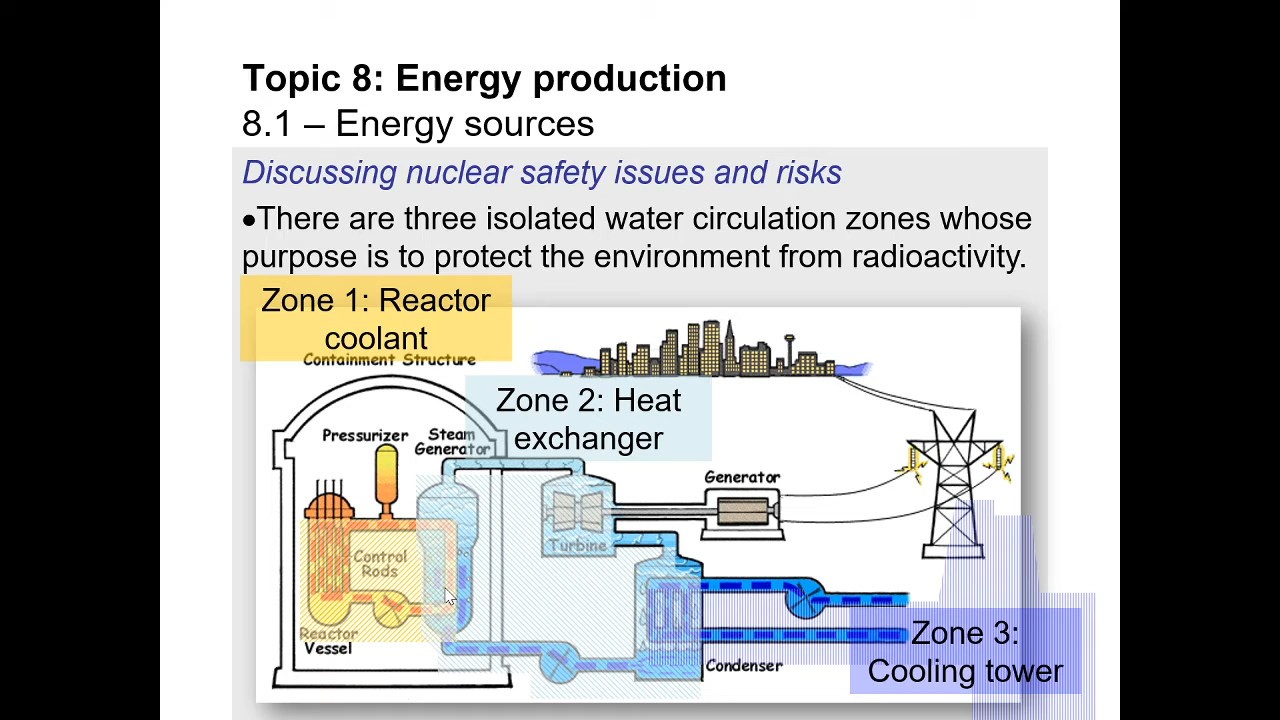 Topic 8: Energy production
8.1 – Energy sources
Discussing nuclear safety issues and risks
•There are three isolated water circulation zones whose
purpose is to protect the environment from radioactivity.
Zone 1: Reactor
coolant
Containment Structure
Zone 2: Heat
exchanger
Pressurizer
Steam
Generator
Generator
Turbine
Control
Rods
Reactor
Vessel
Condenser
Zone 3:
Cooling tower